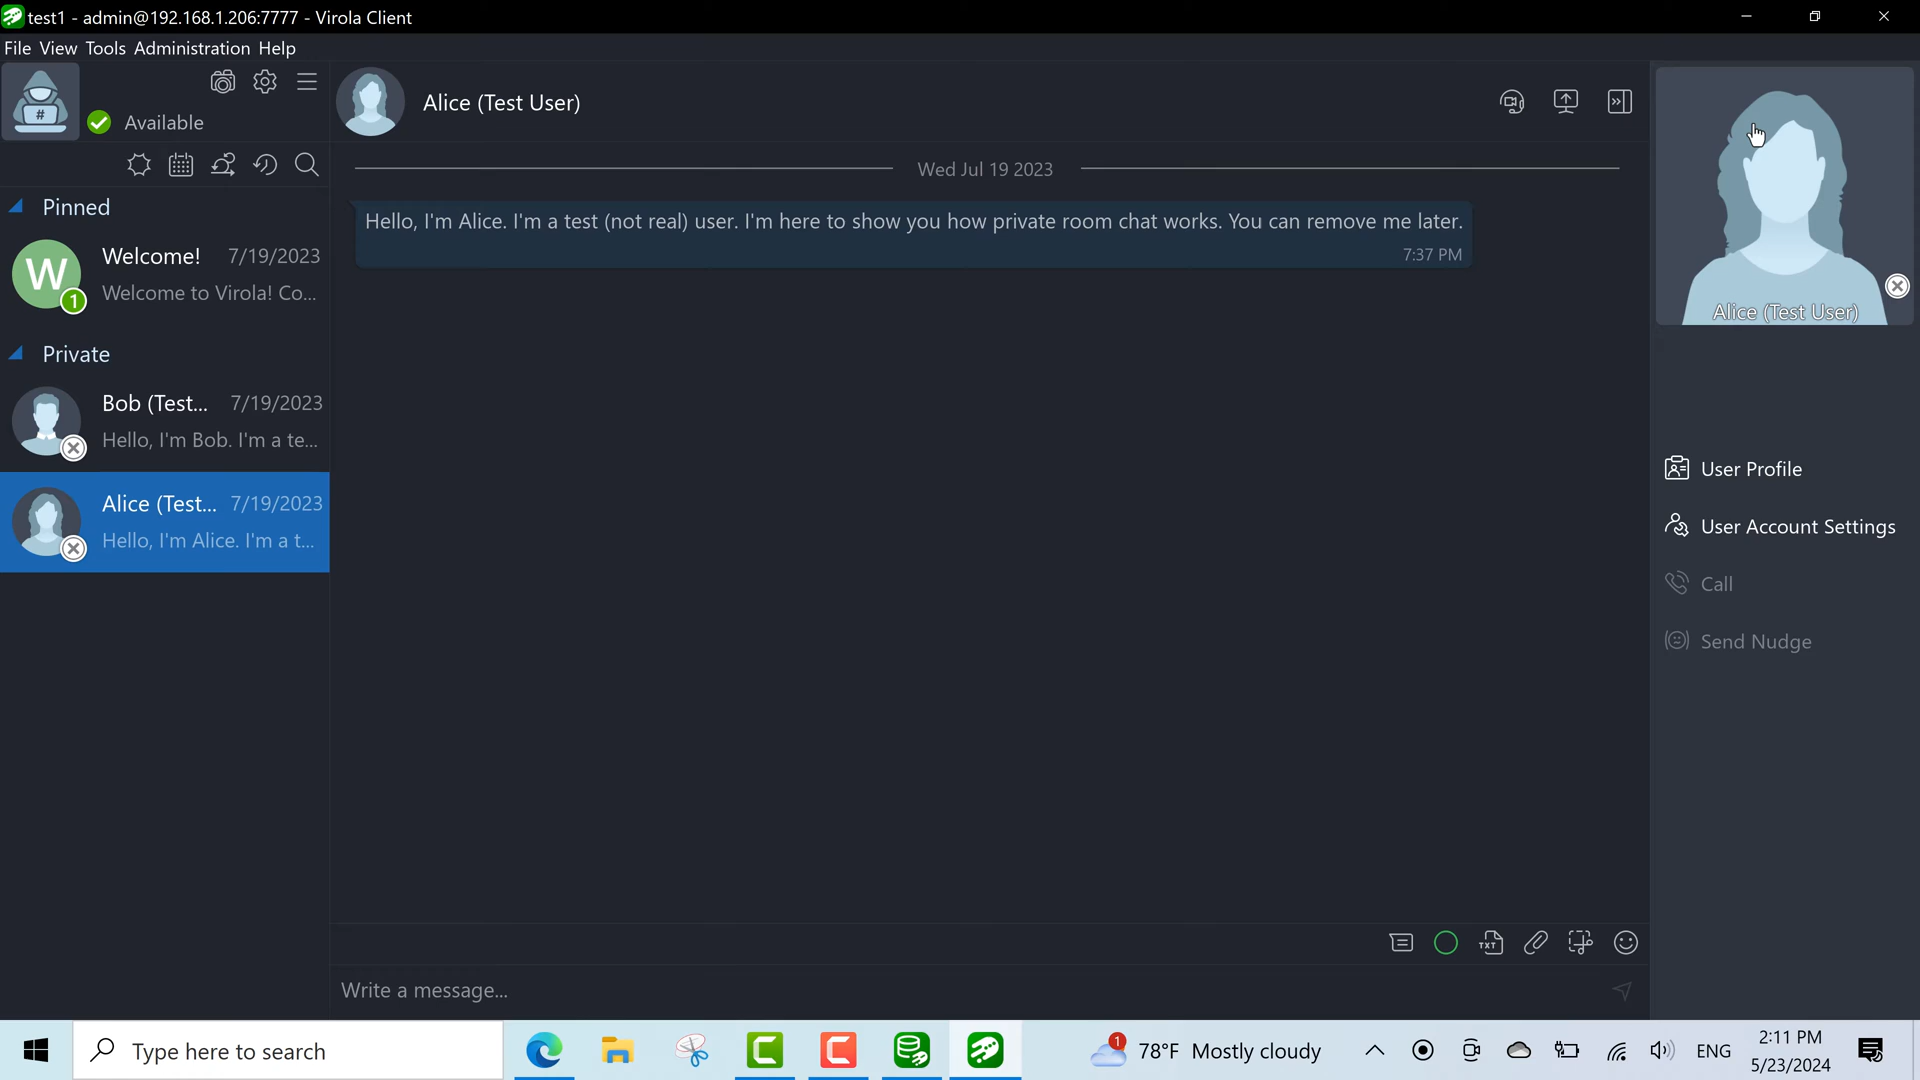 test1 - admin@192.168.1.206:7777 - Virola Client
File View Tools Administration Help
#
Available
Pinned
W
1
Welcome! 7/19/2023
Welcome to Virola! Co...
Private
Bob (Test... 7/19/2023
Hello, I'm Bob. I'm a te...
Alice (Test... 7/19/2023
Hello, I'm Alice. I'm a t...
Alice (Test User)
Wed Jul 19 2023
Hello, I'm Alice. I'm a test (not real) user. I'm here to show you how private room chat works. You can remove me later.
7:37 PM
TXT
Write a message...
Alice (Test User)
User Profile
User Account Settings
Call
Send Nudge
Type here to search
1
78°F Mostly cloudy
ENG
2:11 PM
5/23/2024